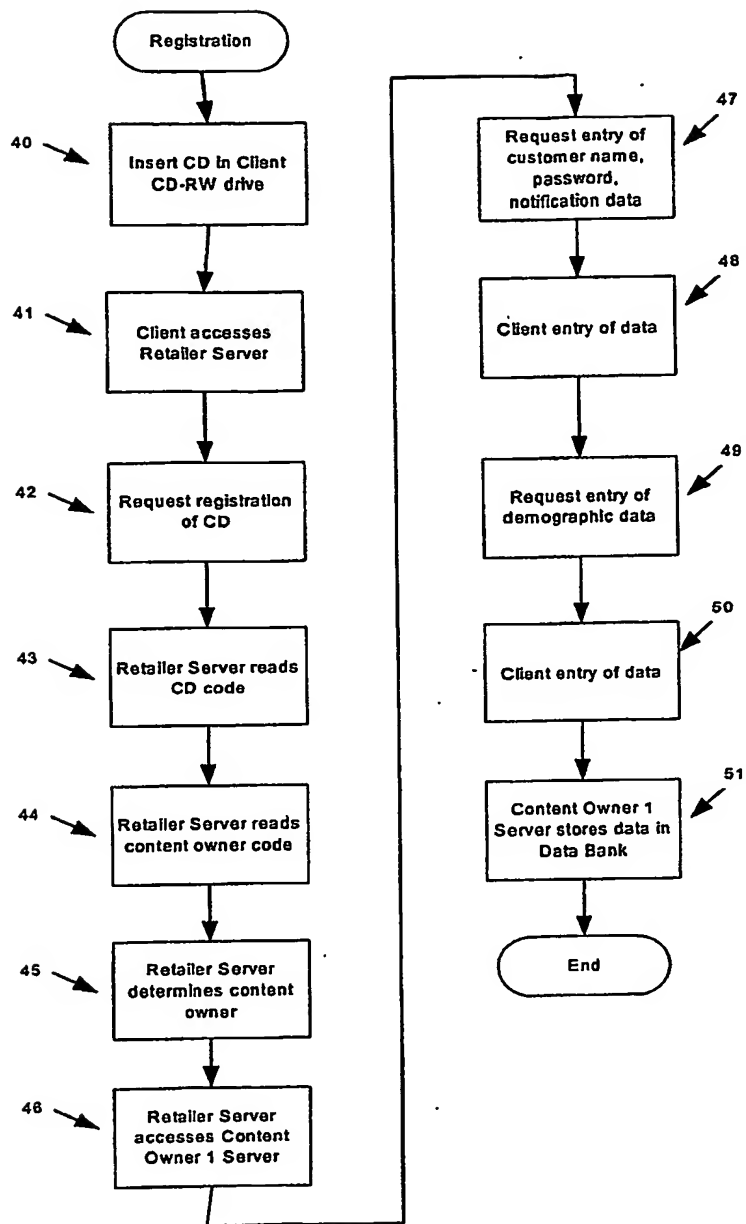 Registration
40
Insert CD in Client
CD-RW drive
41
Client accesses
Retailer Server
42
Request registration
of CD
43
Retailer Server reads
CD code
44
Retailer Server reads
content owner code
45
Retailer Server
determines content
owner
46
Retailer Server
accesses Content
Owner 1 Server
47
Request entry of
customer name,
password,
notification data
48
Client entry of data
49
Request entry of
demographic data
50
Client entry of data
51
Content Owner 1
Server stores data in
Data Bank
End